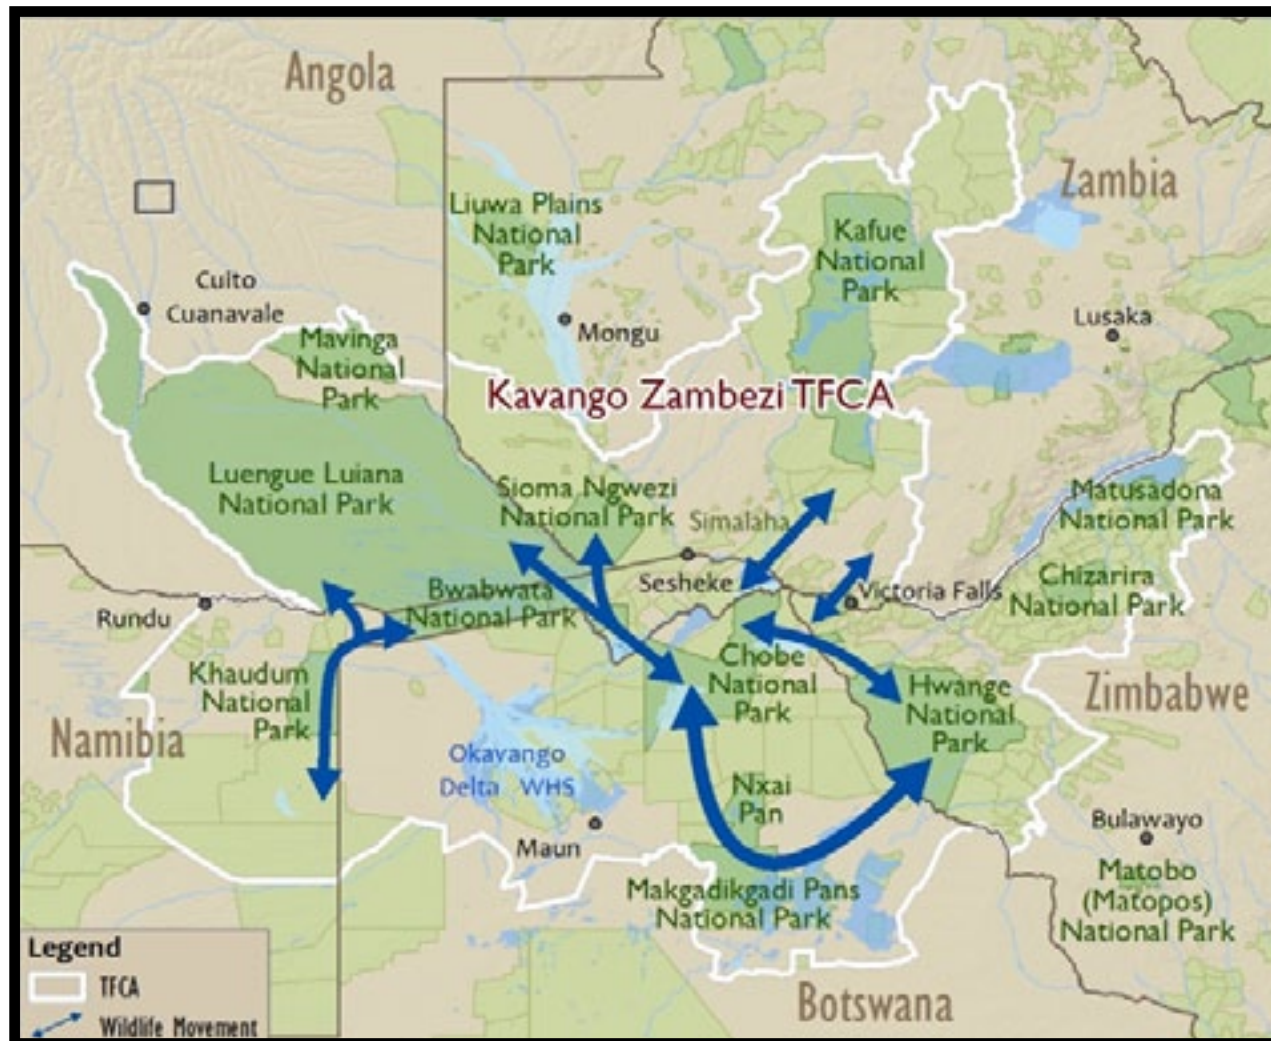 Angola
Zambia
Liuwa Plains
National
Park
Kafue
National
Park
Cuito
Cuanavale
Mavinga
National
Park
Mongu
Lusaka
Kavango Zambezi TFCA
Luengue Luiana
National Park
Sioma Ngwezi
National Park
Simalaha
Matusadona
National Park
Sesheke
Chizarira
National Park
Bwabwata
National Park
Victoria Falls
Rundu
Khaudum
National
Park
Chobe
National
Park
Hwange
National
Park
Zimbabwe
Namibia
Okavango
Delta WHS
Nxai
Pan
Maun
Bulawayo
Makgadikgadi Pans
National Park
Matobo
(Matopos)
National Park
Botswana
Legend
TFCA
Wildlife Movement